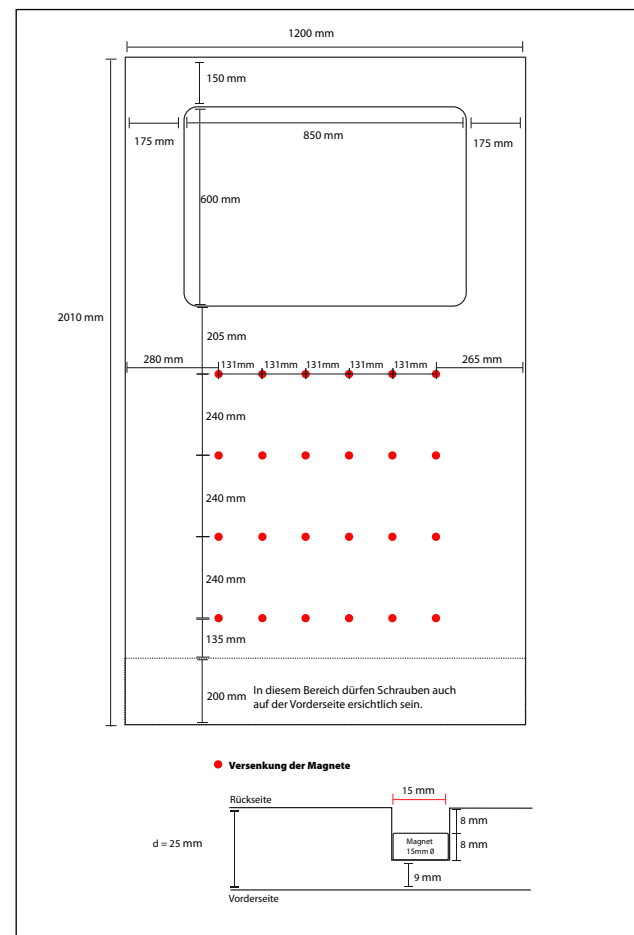 1200 mm
150 mm
175 mm
850 mm
175 mm
600 mm
2010 mm
205 mm
280 mm
131mm
131mm
131mm
131mm
131mm
265 mm
240 mm
240 mm
240 mm
135 mm
200 mm
In diesem Bereich dürfen Schrauben auch
auf der Vorderseite ersichtlich sein.
Versenkung der Magnete
15 mm
Rückseite
8 mm
d = 25 mm
Magnet
15mm Ø
8 mm
9 mm
Vorderseite